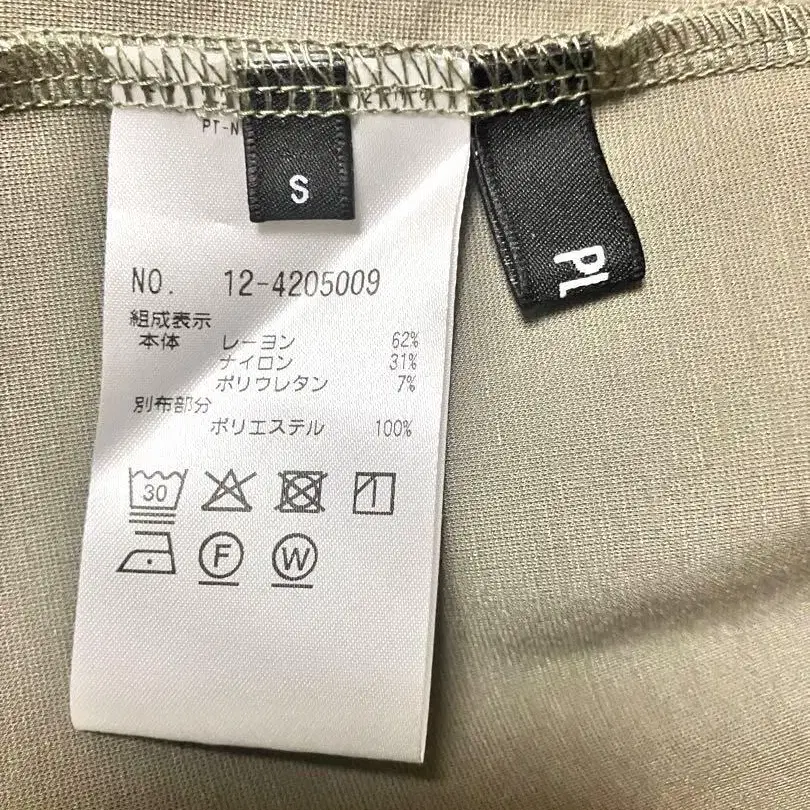 PT-N
S
PL
NO. 12-4205009
組成表示
本体 レーヨン 62%
ナイロン 31%
ポリウレタン 7%
別布部分
ポリエステル 100%
30
F W